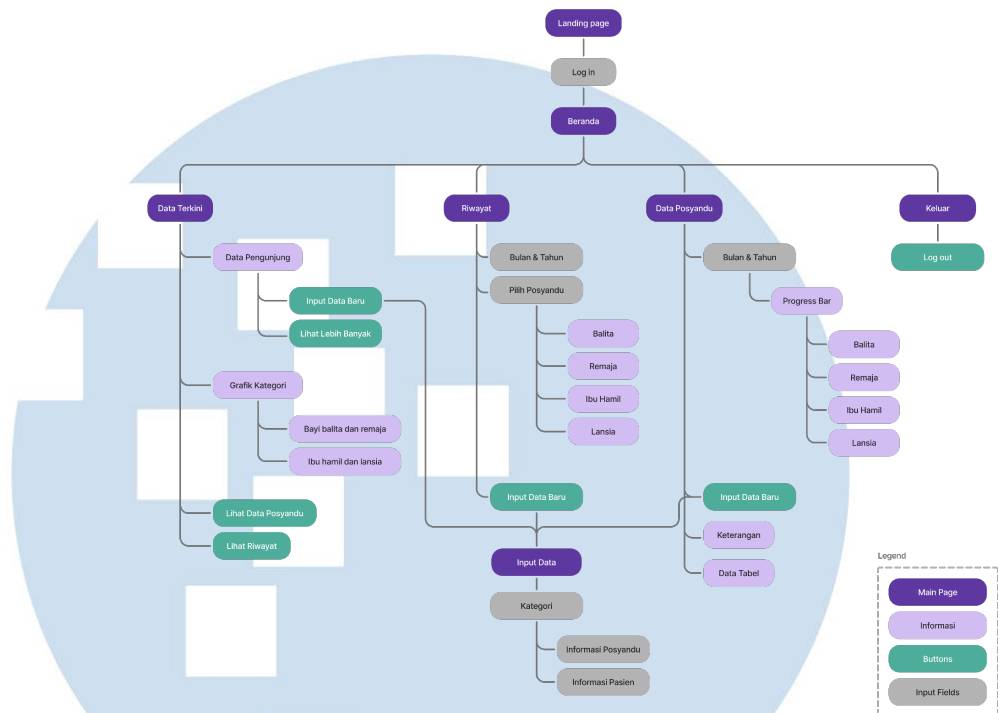 Landing page
Log in
Beranda
Data Terkini
Riwayat
Data Posyandu
Keluar
Data Pengunjung
Bulan & Tahun
Bulan & Tahun
Log out
Input Data Baru
Pilih Posyandu
Progress Bar
Lihat Lebih Banyak
Balita
Balita
Remaja
Remaja
Grafik Kategori
Ibu Hamil
Ibu Hamil
Bayi balita dan remaja
Lansia
Lansia
Ibu hamil dan lansia
Input Data Baru
Input Data Baru
Lihat Data Posyandu
Keterangan
Lihat Riwayat
Input Data
Data Tabel
Kategori
Informasi Posyandu
Informasi Pasien
Legend
Main Page
Informasi
Buttons
Input Fields